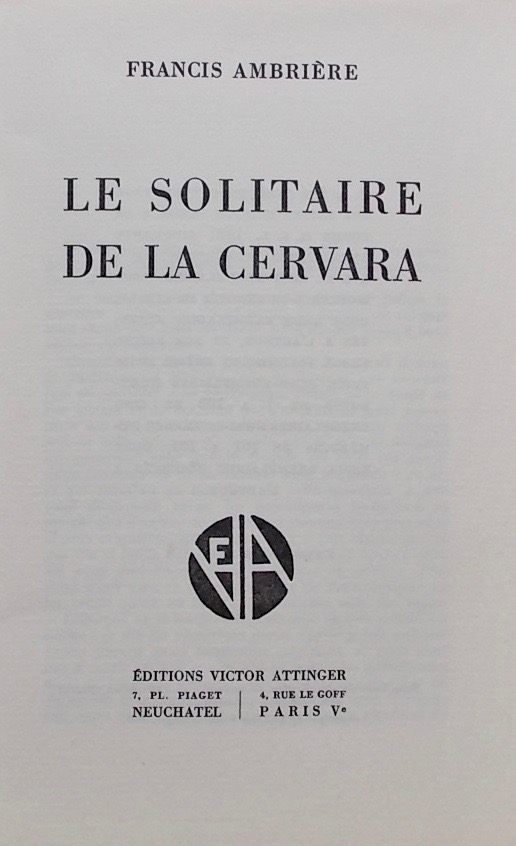 FRANCIS AMBRIÈRE
LE SOLITAIRE
DE LA CERVARA
VEA
ÉDITIONS VICTOR ATTINGER
7, PL. PIAGET | 4, RUE LE GOFF
NEUCHATEL | PARIS Ve